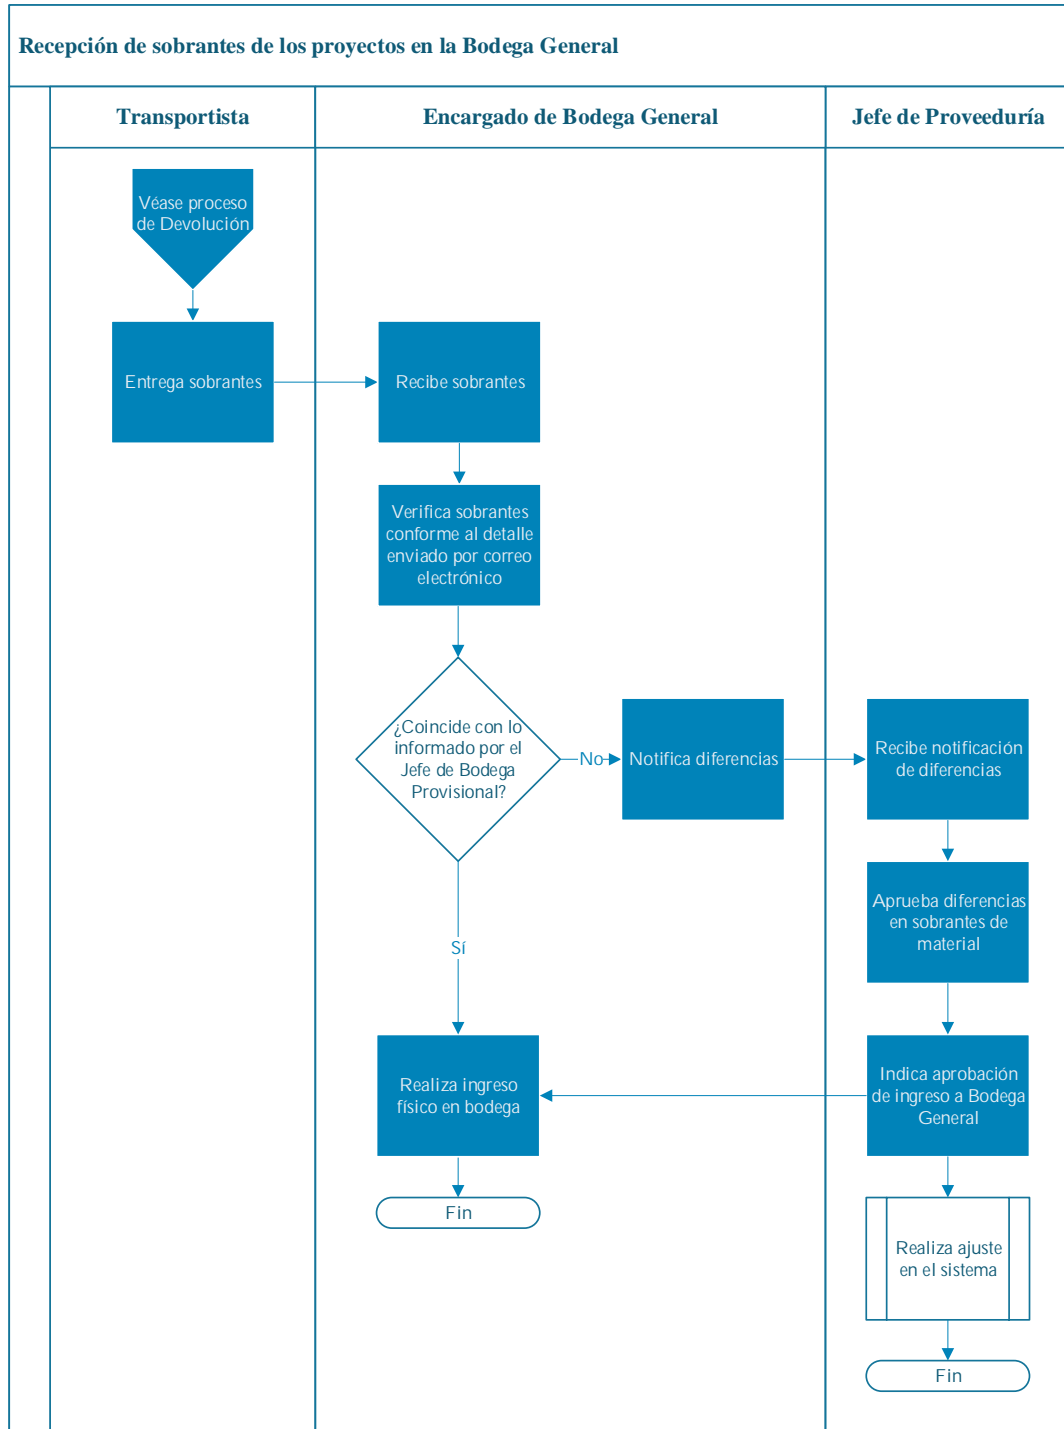 Recepción de sobrantes de los proyectos en la Bodega General
Transportista
Encargado de Bodega General
Jefe de Proveeduría
Véase proceso
de Devolución
Entrega sobrantes
Recibe sobrantes
Verifica sobrantes
conforme al detalle
enviado por correo
electrónico
¿Coincide con lo
informado por el
Jefe de Bodega
Provisional?
No
Notifica diferencias
Recibe notificación
de diferencias
Aprueba diferencias
en sobrantes de
material
Sí
Realiza ingreso
físico en bodega
Indica aprobación
de ingreso a Bodega
General
Fin
Realiza ajuste
en el sistema
Fin